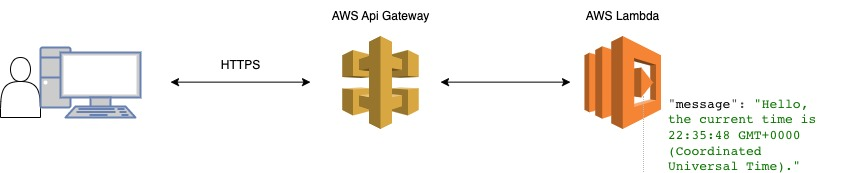 AWS Api Gateway
AWS Lambda
HTTPS
"message": "Hello,
the current time is
22:35:48 GMT+0000
(Coordinated
Universal Time)."